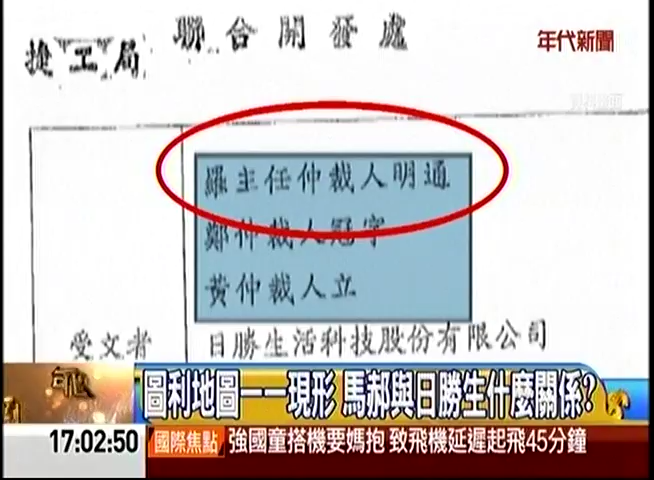 聯合開發處
捷工局
年代新聞
羅主任仲裁人明通
鄭仲裁人冠宇
黃仲裁人立
受文者
日勝生活科技股份有限公司
圖利地圖一一現形 馬郝與日勝生什麼關係?
17:02:50
國際焦點
強國童搭機要媽抱 致飛機延遲起飛45分鐘